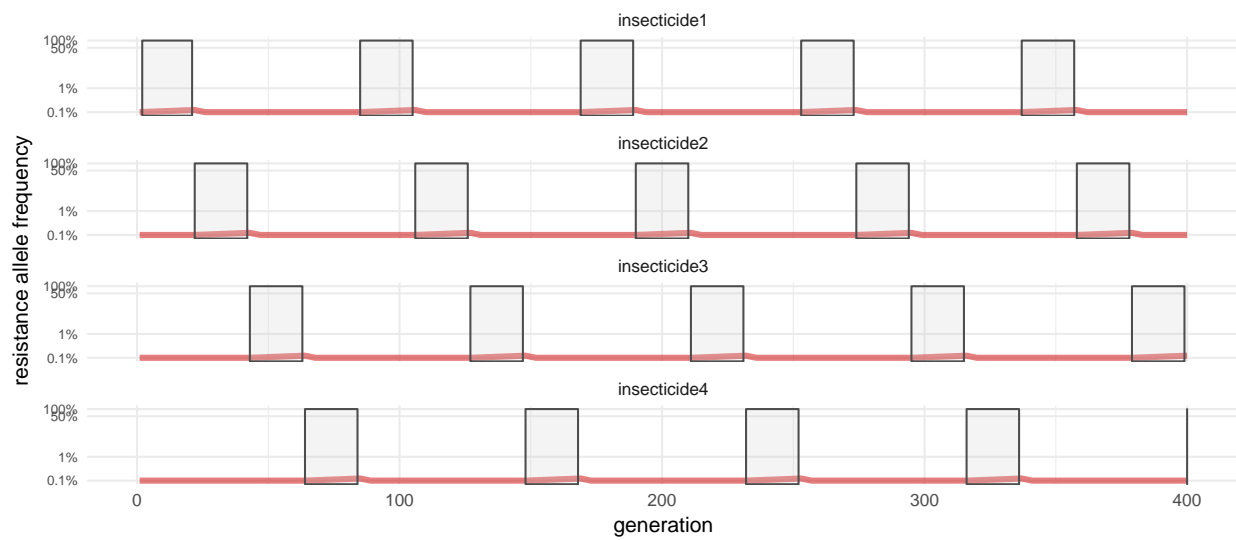 insecticide1
100%
50%
1%
0.1%
insecticide2
100%
50%
1%
0.1%
insecticide3
100%
50%
1%
0.1%
insecticide4
100%
50%
1%
0.1%
0 100 200 300 400
generation
resistance allele frequency